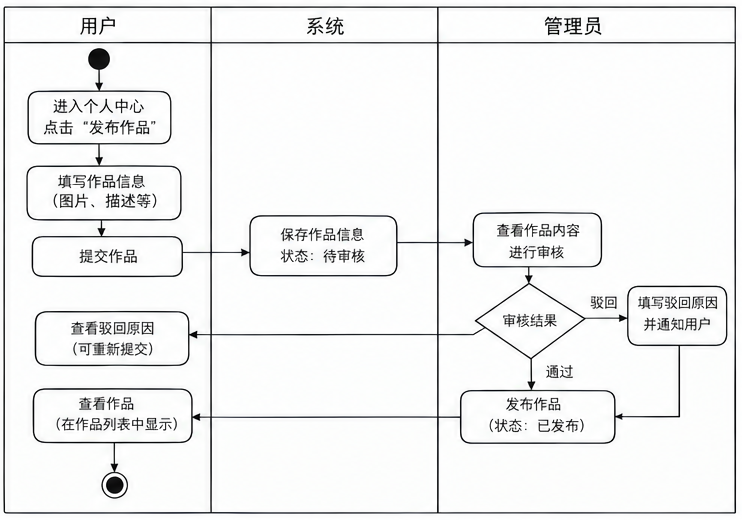 用户
系统
管理员
进入个人中心
点击“发布作品”
填写作品信息
（图片、描述等）
提交作品
保存作品信息
状态：待审核
查看作品内容
进行审核
审核结果
驳回
填写驳回原因
并通知用户
查看驳回原因
（可重新提交）
通过
发布作品
（状态：已发布）
查看作品
（在作品列表中显示）